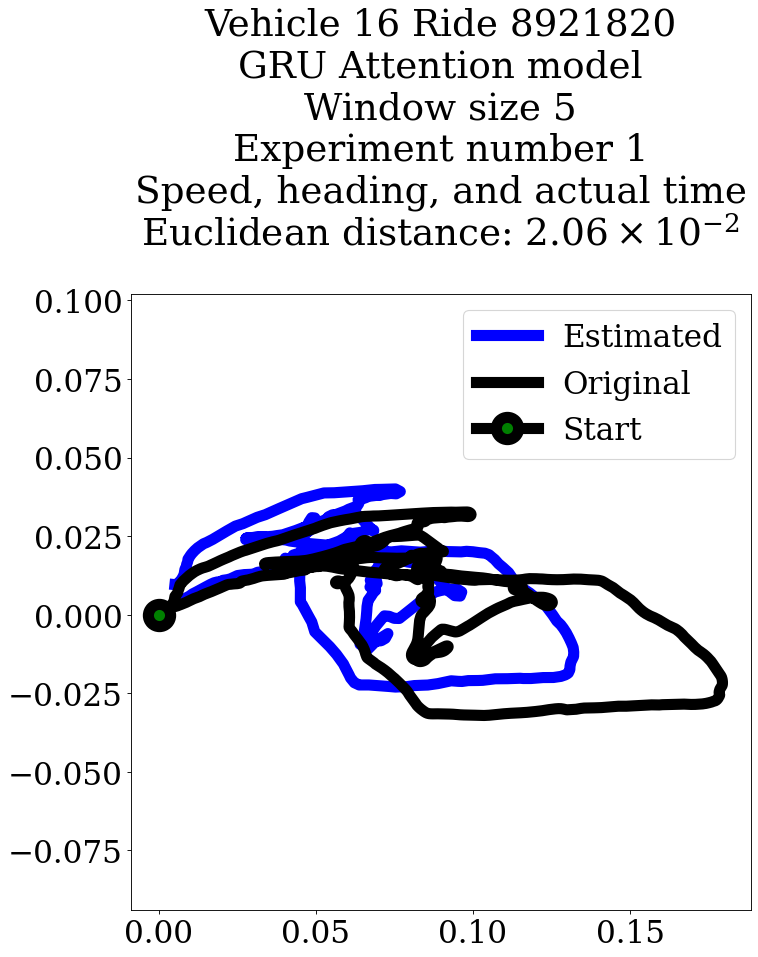 Vehicle 16 Ride 8921820
GRU Attention model
Window size 5
Experiment number 1
Speed, heading, and actual time
Euclidean distance: 2.06 × 10⁻²
Estimated
Original
Start
0.100
0.075
0.050
0.025
0.000
−0.025
−0.050
−0.075
0.00 0.05 0.10 0.15